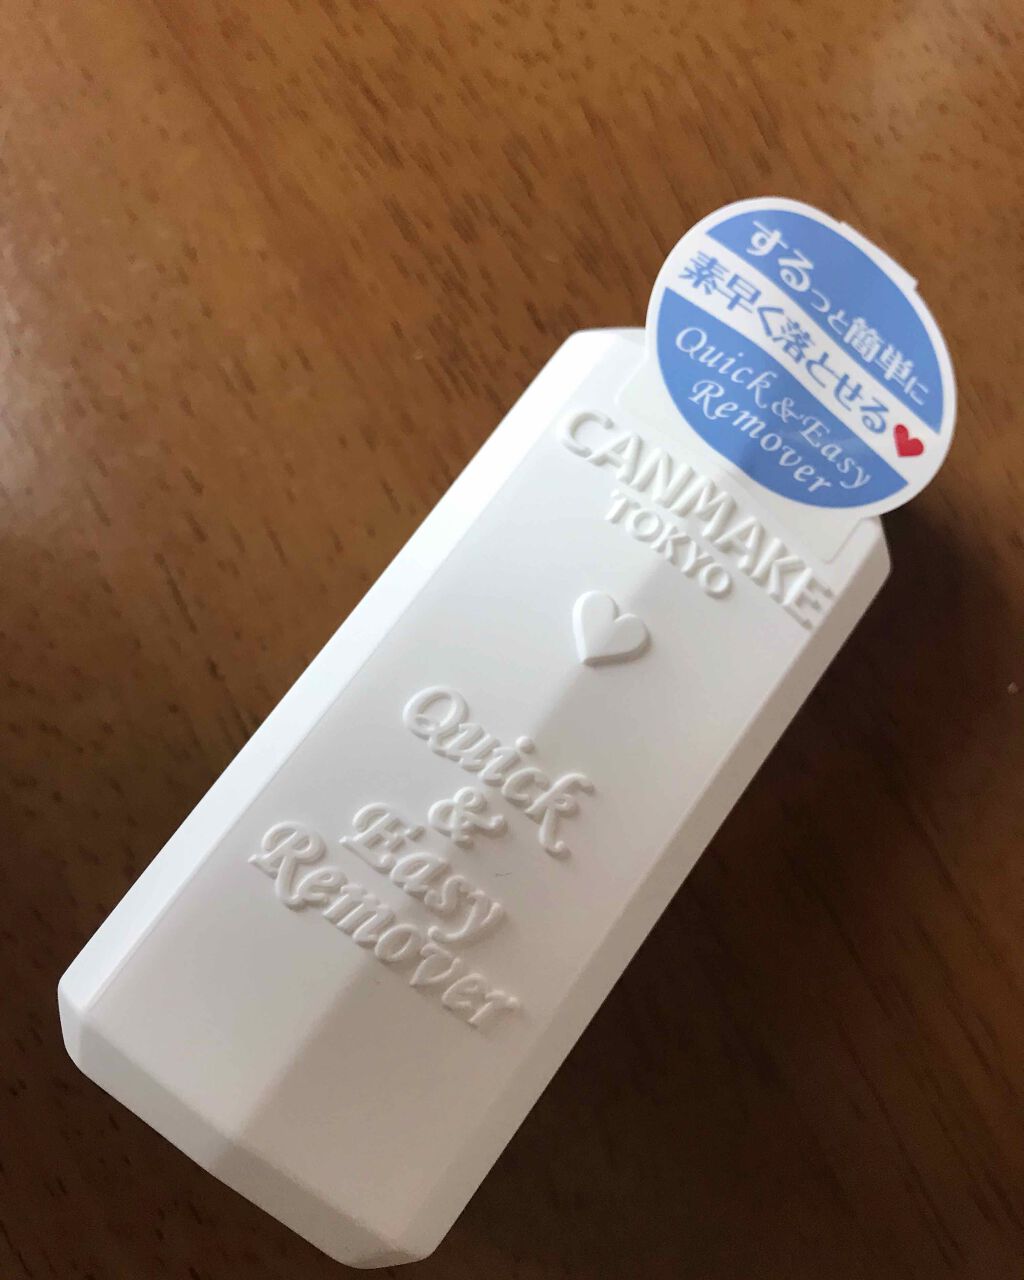 するっと簡単に
素早く落とせる
Quick & Easy
Remover
CANMAKE
TOKYO
Quick
&
Easy
Remover